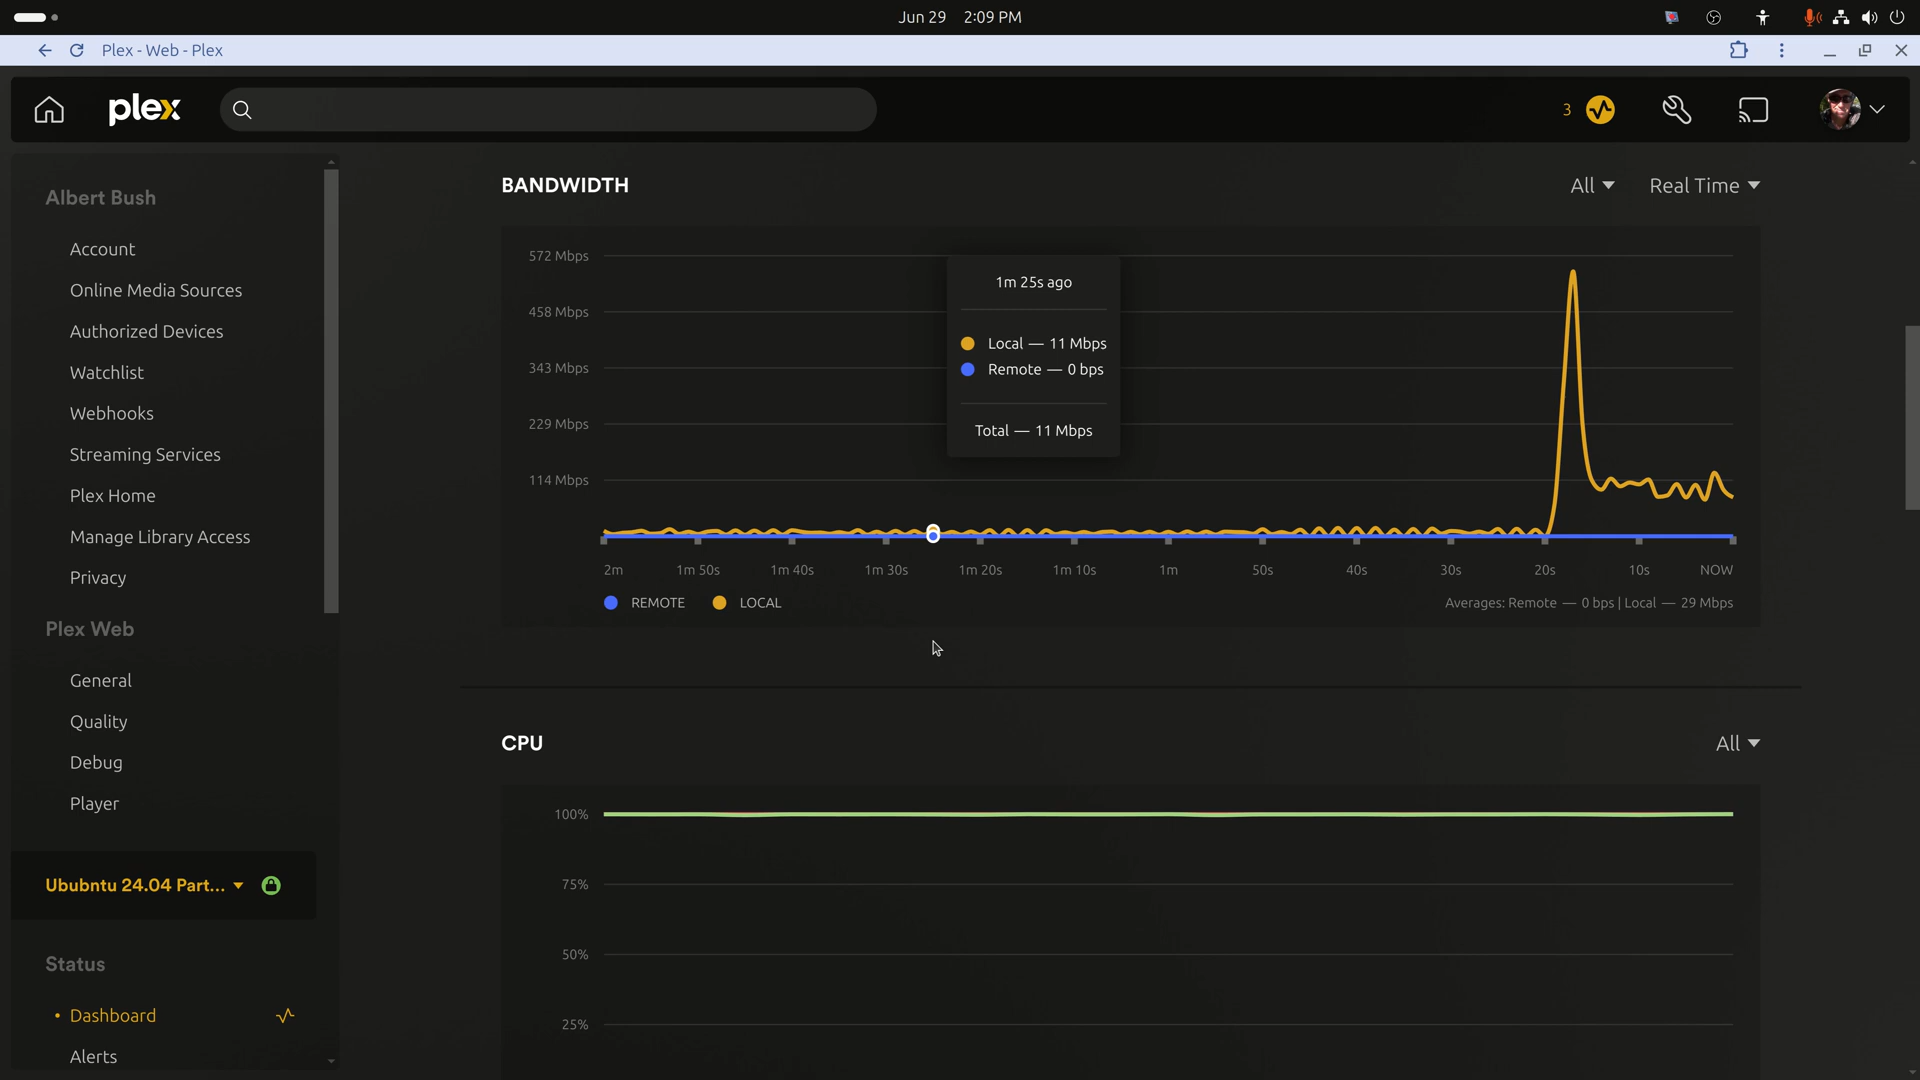 Jun 29 2:09 PM
Plex - Web - Plex
plex
3
Albert Bush
Account
Online Media Sources
Authorized Devices
Watchlist
Webhooks
Streaming Services
Plex Home
Manage Library Access
Privacy
Plex Web
General
Quality
Debug
Player
Ububntu 24.04 Part...
Status
• Dashboard
Alerts
BANDWIDTH
All
Real Time
572 Mbps
458 Mbps
343 Mbps
229 Mbps
114 Mbps
1m 25s ago
Local — 11 Mbps
Remote — 0 bps
Total — 11 Mbps
2m 1m 50s 1m 40s 1m 30s 1m 20s 1m 10s 1m 50s 40s 30s 20s 10s NOW
REMOTE LOCAL
Averages: Remote — 0 bps | Local — 29 Mbps
CPU
All
100%
75%
50%
25%